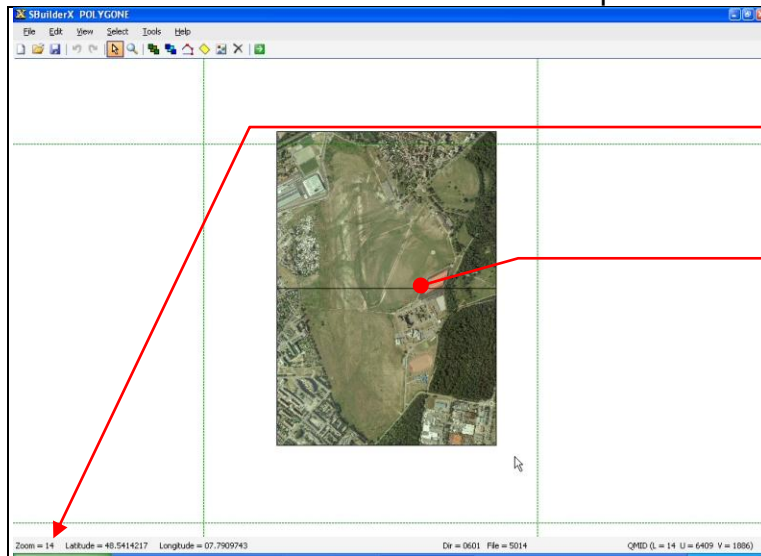 SBuilderX POLYGONE
File Edit View Select Tools Help
Zoom = 14 Latitude = 48.5414217 Longitude = 07.7909743 Dir = 0601 File = 5014 QMID (L = 14 U = 6409 V = 1886)